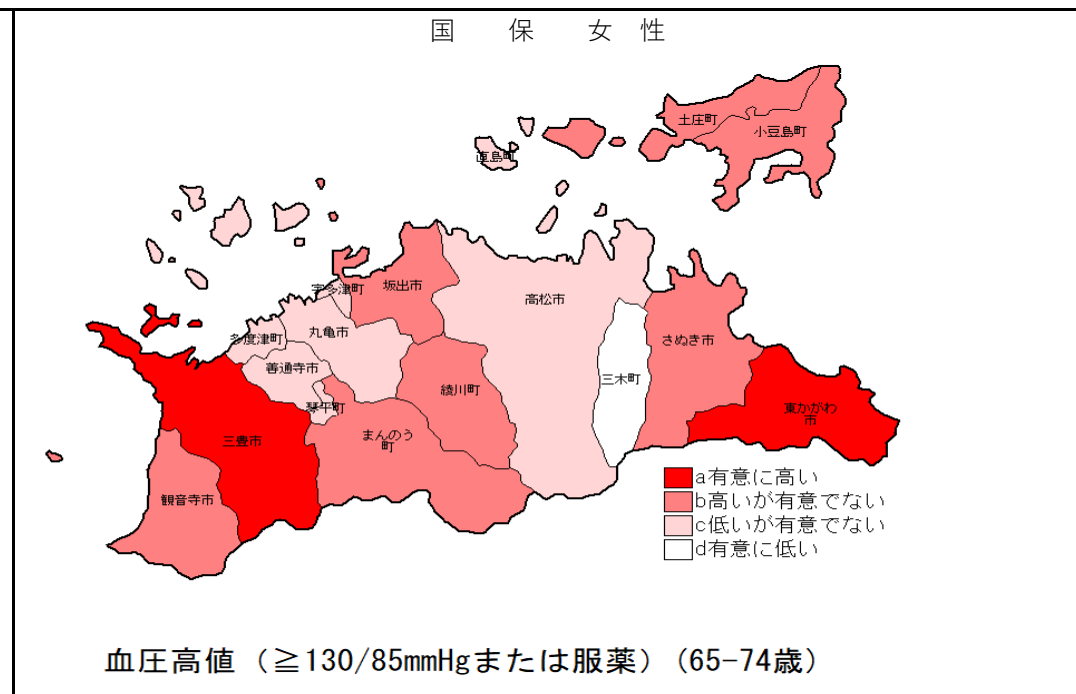 国 保 女 性
土庄町
小豆島町
直島町
宇多津町
坂出市
高松市
多度津町
丸亀市
さぬき市
善通寺市
三木町
綾川町
琴平町
東かがわ
市
まんのう
町
三豊市
観音寺市
a有意に高い
b高いが有意でない
c低いが有意でない
d有意に低い
血圧高値（≧130/85mmHgまたは服薬）(65-74歳)